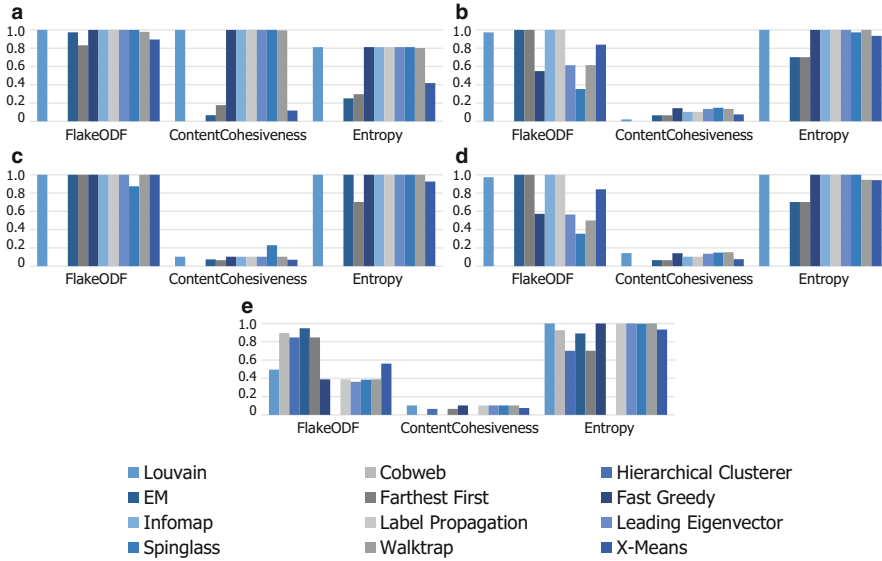 a
1.0
0.8
0.6
0.4
0.2
0
FlakeODF ContentCohesiveness Entropy
b
1.0
0.8
0.6
0.4
0.2
0
FlakeODF ContentCohesiveness Entropy
c
1.0
0.8
0.6
0.4
0.2
0
FlakeODF ContentCohesiveness Entropy
d
1.0
0.8
0.6
0.4
0.2
0
FlakeODF ContentCohesiveness Entropy
e
1.0
0.8
0.6
0.4
0.2
0
FlakeODF ContentCohesiveness Entropy
Louvain Cobweb Hierarchical Clusterer
EM Farthest First Fast Greedy
Infomap Label Propagation Leading Eigenvector
Spinglass Walktrap X-Means